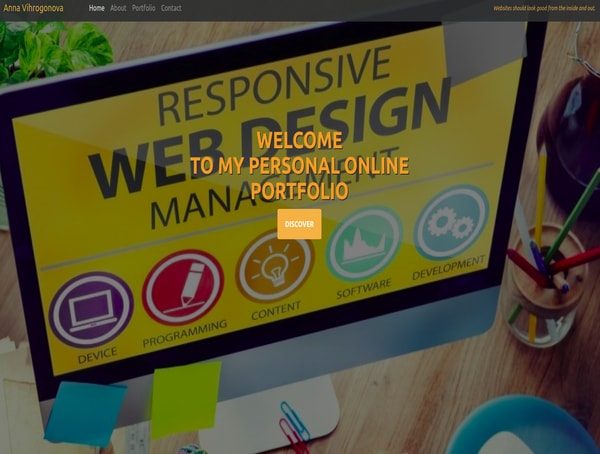 Anna Vihrogonova
Home About Portfolio Contact
Websites should look good from the inside end out.
RESPONSIVE
WEB DESIGN
MANAGEMENT
WELCOME
TO MY PERSONAL ONLINE
PORTFOLIO
DISCOVER
DEVICE
PROGRAMMING
CONTENT
SOFTWARE
DEVELOPMENT